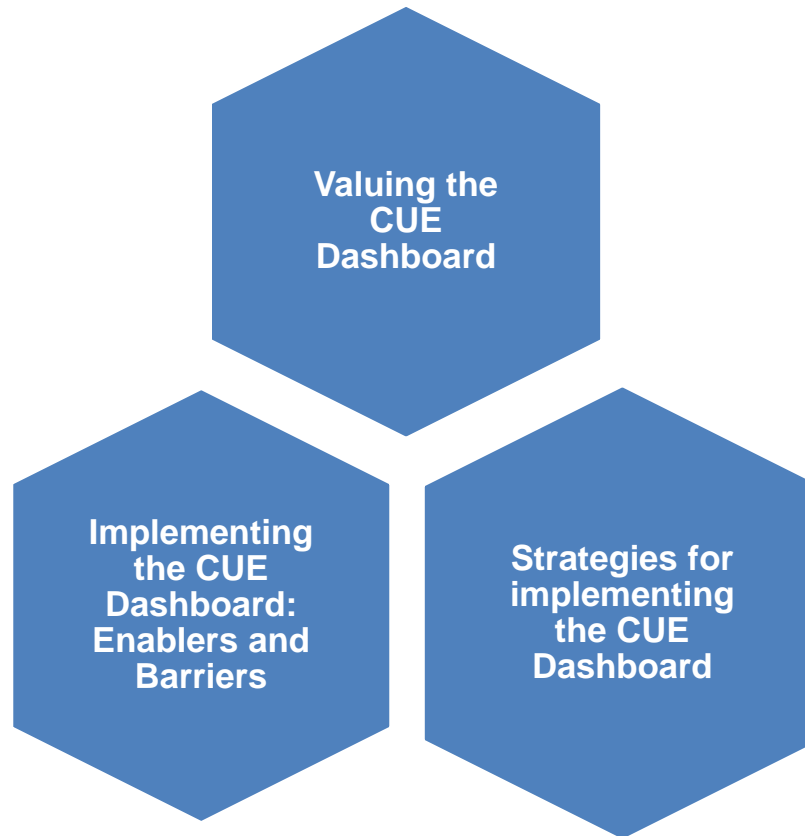 Valuing the
CUE
Dashboard
Implementing
the CUE
Dashboard:
Enablers and
Barriers
Strategies for
implementing
the CUE
Dashboard